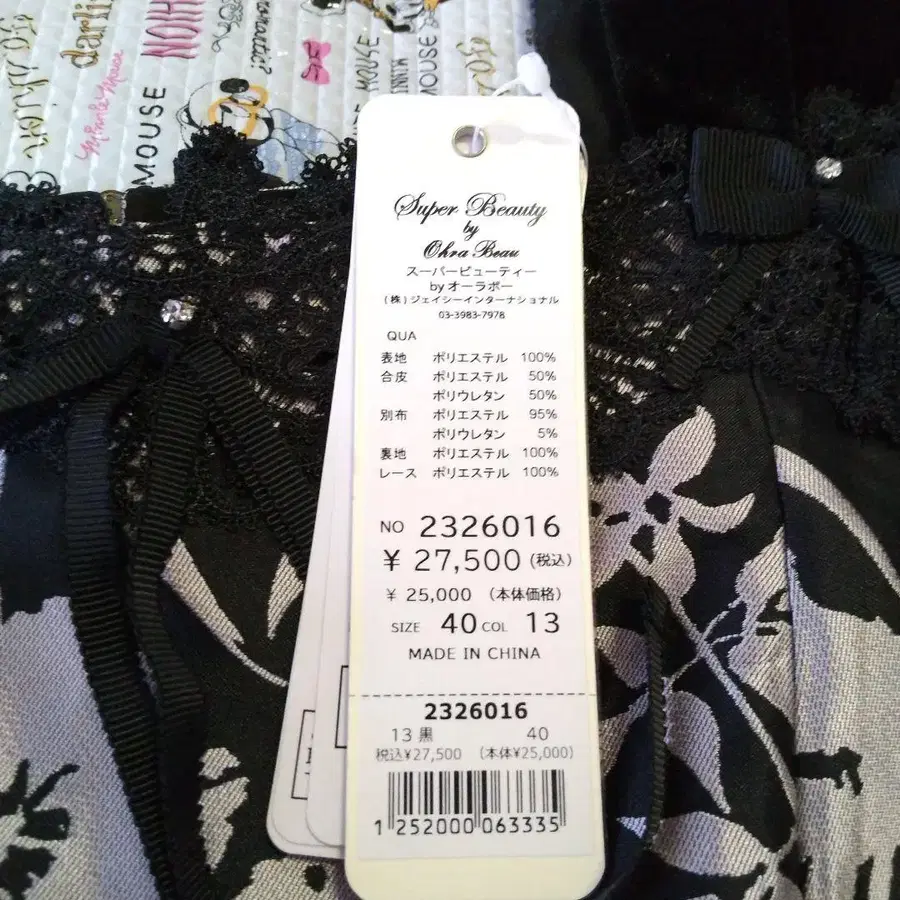 darlin
Minnie Mouse
MOUSE
romantic?
MOUSE
MINNIE
MOUSE
Super Beauty
by
Ohra Beau
スーパービューティー
by オーラボー
(株)ジェイシーインターナショナル
03-3983-7978
QUA
表地 ポリエステル 100%
合皮 ポリエステル 50%
ポリウレタン 50%
別布 ポリエステル 95%
ポリウレタン 5%
裏地 ポリエステル 100%
レース ポリエステル 100%
NO 2326016
¥ 27,500 (税込)
¥ 25,000 (本体価格)
SIZE 40 COL 13
MADE IN CHINA
2326016
13 黒 40
税込¥27,500 (本体¥25,000)
1 252000 063335